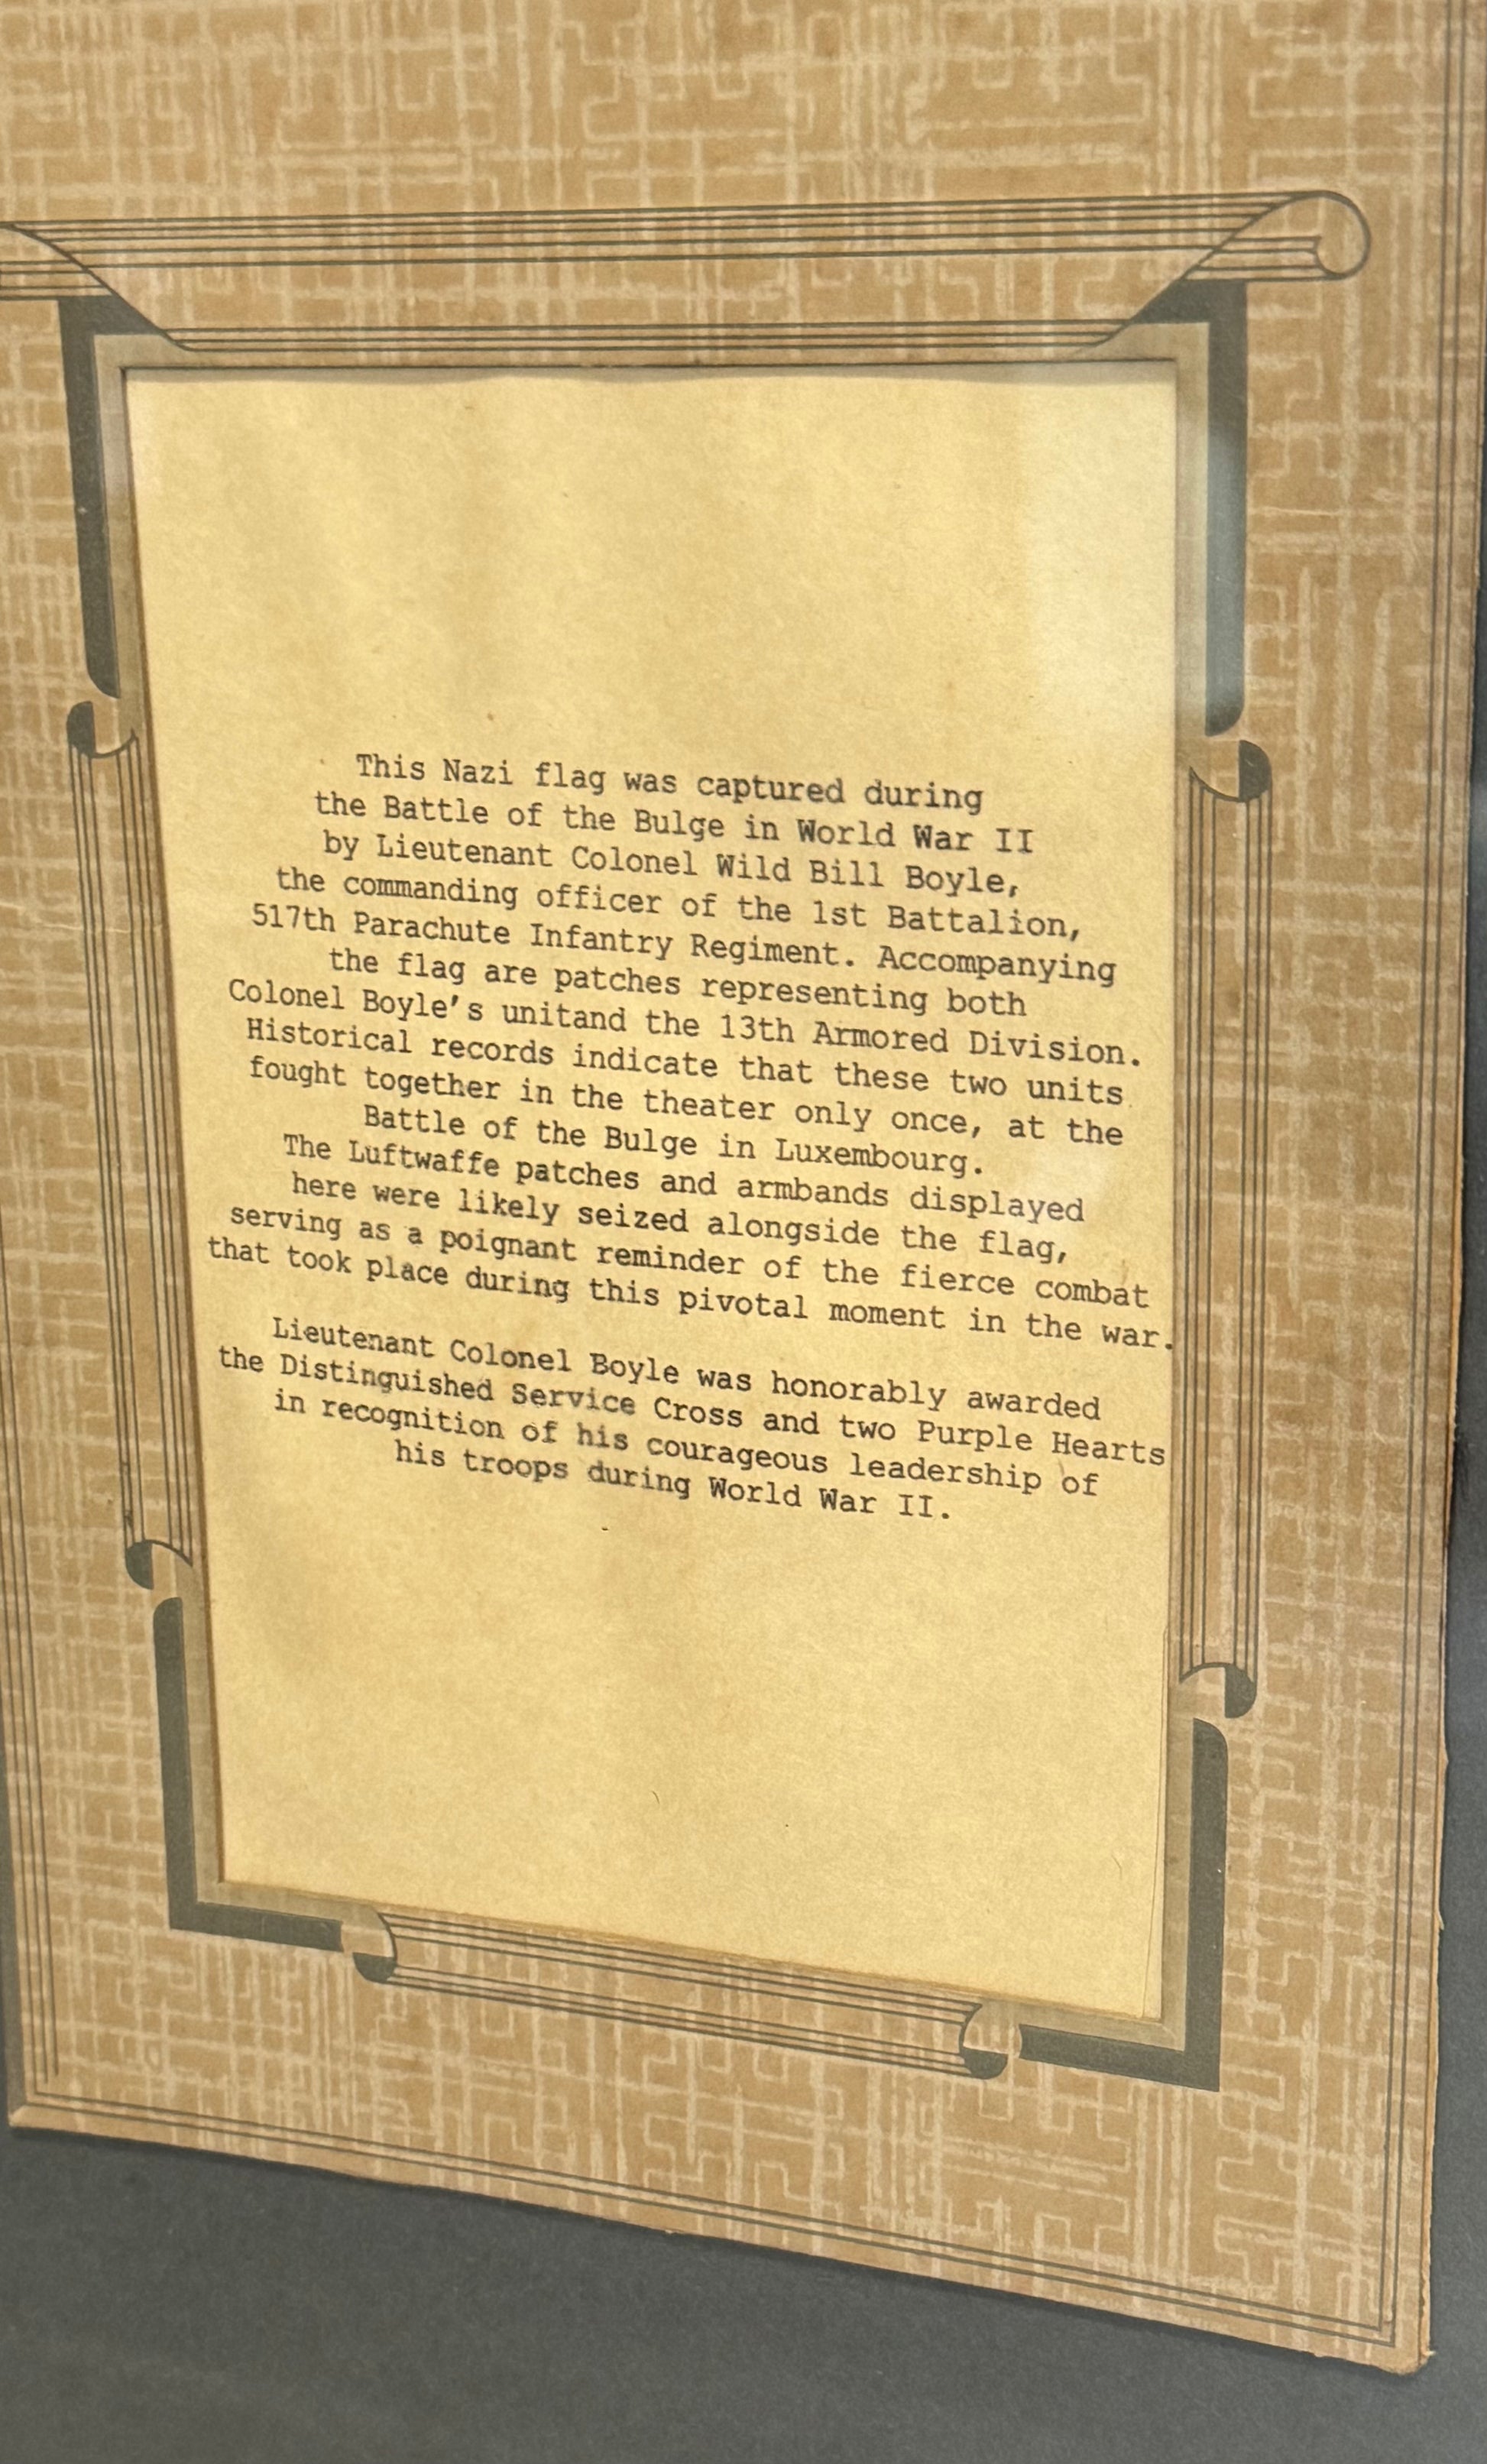 This Nazi flag was captured during
the Battle of the Bulge in World War II
by Lieutenant Colonel Wild Bill Boyle,
the commanding officer of the 1st Battalion,
517th Parachute Infantry Regiment. Accompanying
the flag are patches representing both
Colonel Boyle's unitand the 13th Armored Division.
Historical records indicate that these two units
fought together in the theater only once, at the
Battle of the Bulge in Luxembourg.
The Luftwaffe patches and armbands displayed
here were likely seized alongside the flag,
serving as a poignant reminder of the fierce combat
that took place during this pivotal moment in the war.
Lieutenant Colonel Boyle was honorably awarded
the Distinguished Service Cross and two Purple Hearts
in recognition of his courageous leadership of
his troops during World War II.